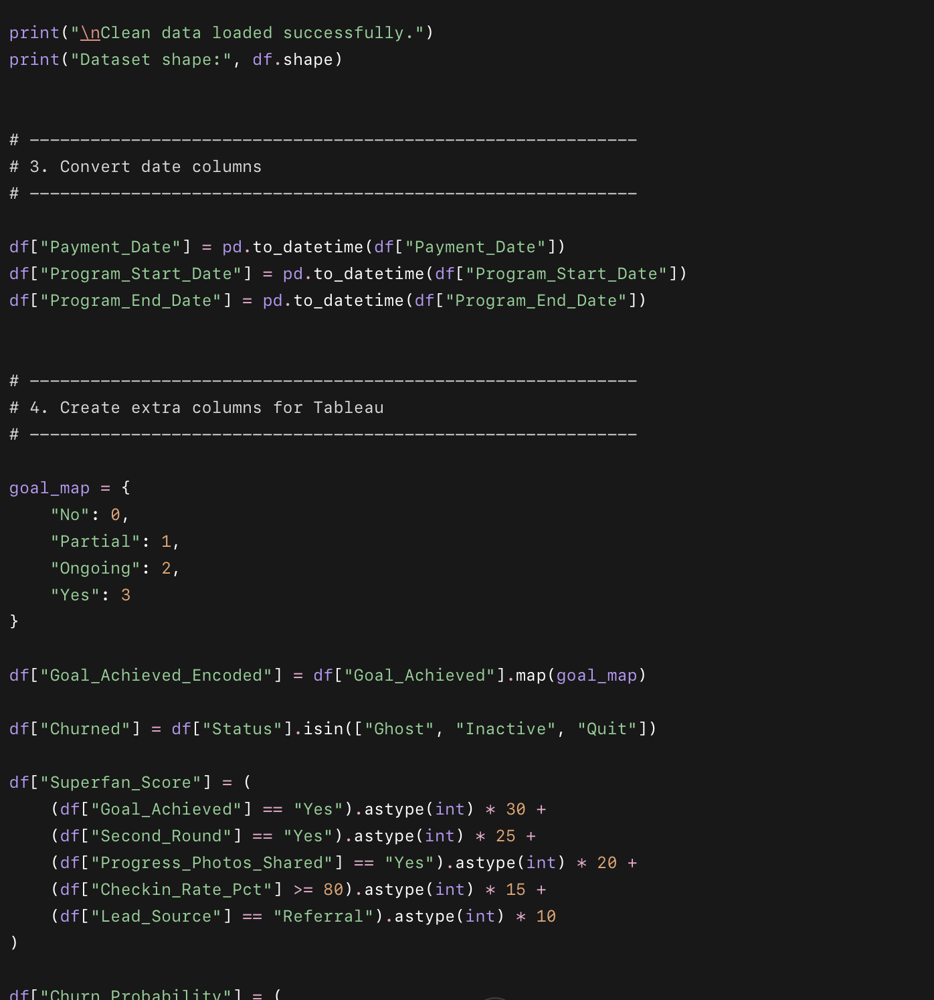 print("\nClean data loaded successfully.")
print("Dataset shape:", df.shape)
# ------------------------------------------------------------
# 3. Convert date columns
# ------------------------------------------------------------
df["Payment_Date"] = pd.to_datetime(df["Payment_Date"])
df["Program_Start_Date"] = pd.to_datetime(df["Program_Start_Date"])
df["Program_End_Date"] = pd.to_datetime(df["Program_End_Date"])
# ------------------------------------------------------------
# 4. Create extra columns for Tableau
# ------------------------------------------------------------
goal_map = {
    "No": 0,
    "Partial": 1,
    "Ongoing": 2,
    "Yes": 3
}
df["Goal_Achieved_Encoded"] = df["Goal_Achieved"].map(goal_map)
df["Churned"] = df["Status"].isin(["Ghost", "Inactive", "Quit"])
df["Superfan_Score"] = (
    (df["Goal_Achieved"] == "Yes").astype(int) * 30 +
    (df["Second_Round"] == "Yes").astype(int) * 25 +
    (df["Progress_Photos_Shared"] == "Yes").astype(int) * 20 +
    (df["Checkin_Rate_Pct"] >= 80).astype(int) * 15 +
    (df["Lead_Source"] == "Referral").astype(int) * 10
)
df["Churn_Probability"] = (